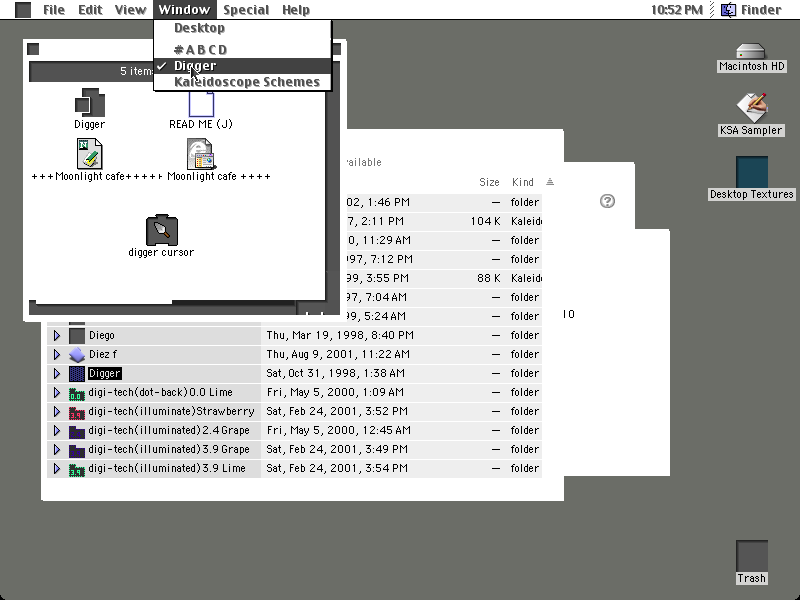 File Edit View Window Special Help 10:52 PM Finder
Desktop
#ABCD
✓ Digger
Kaleidoscope Schemes
5 items
Digger
READ ME (J)
+++Moonlight cafe+++++
Moonlight cafe ++++
digger cursor
Macintosh HD
KSA Sampler
Desktop Textures
Trash
vailable
Size Kind
02, 1:46 PM — folder
7, 2:11 PM 104 K Kaleid
0, 11:29 AM — folder
997, 7:12 PM — folder
99, 3:55 PM 88 K Kaleid
97, 7:04 AM — folder
99, 5:24 AM — folder
10
Diego Thu, Mar 19, 1998, 8:40 PM — folder
Diez f Thu, Aug 9, 2001, 11:22 AM — folder
Digger Sat, Oct 31, 1998, 1:38 AM — folder
digi-tech(dot-back)0.0 Lime Fri, May 5, 2000, 1:09 AM — folder
digi-tech(illuminate)Strawberry Sat, Feb 24, 2001, 3:52 PM — folder
digi-tech(illuminated)2.4 Grape Fri, May 5, 2000, 12:45 AM — folder
digi-tech(illuminated)3.9 Grape Sat, Feb 24, 2001, 3:49 PM — folder
digi-tech(illuminated)3.9 Lime Sat, Feb 24, 2001, 3:54 PM — folder